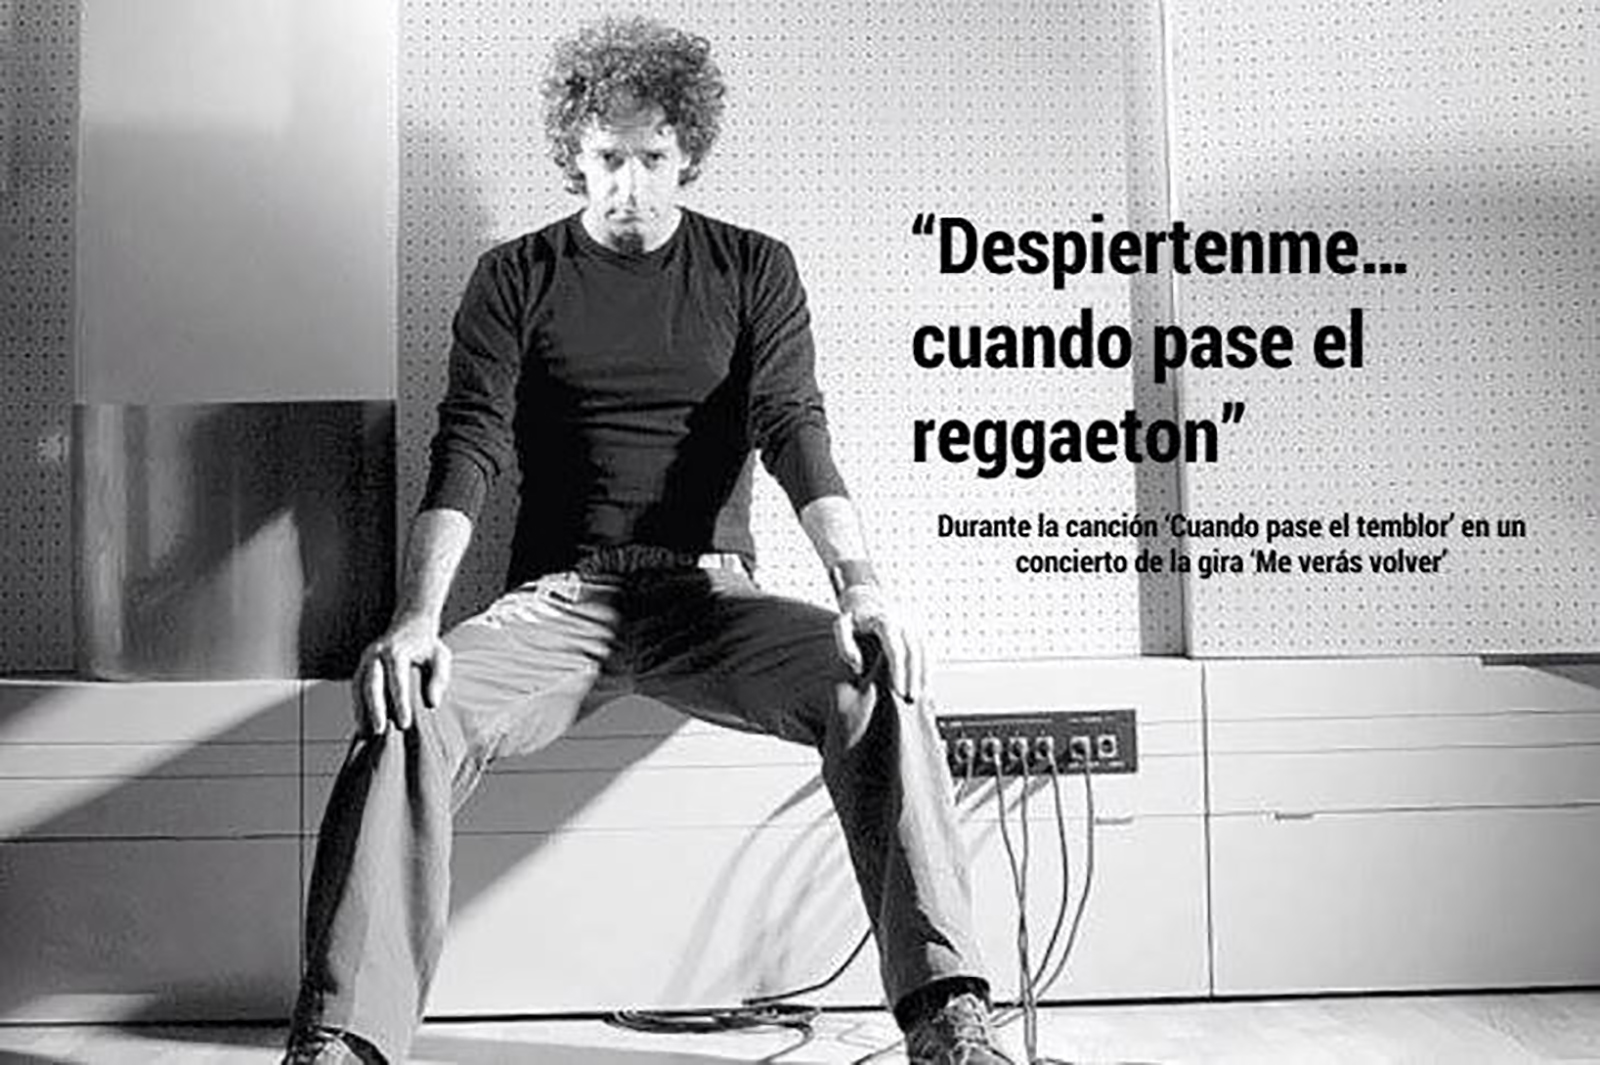 “Despiertenme...
cuando pase el
reggaeton”
Durante la canción ‘Cuando pase el temblor’ en un
concierto de la gira ‘Me verás volver’